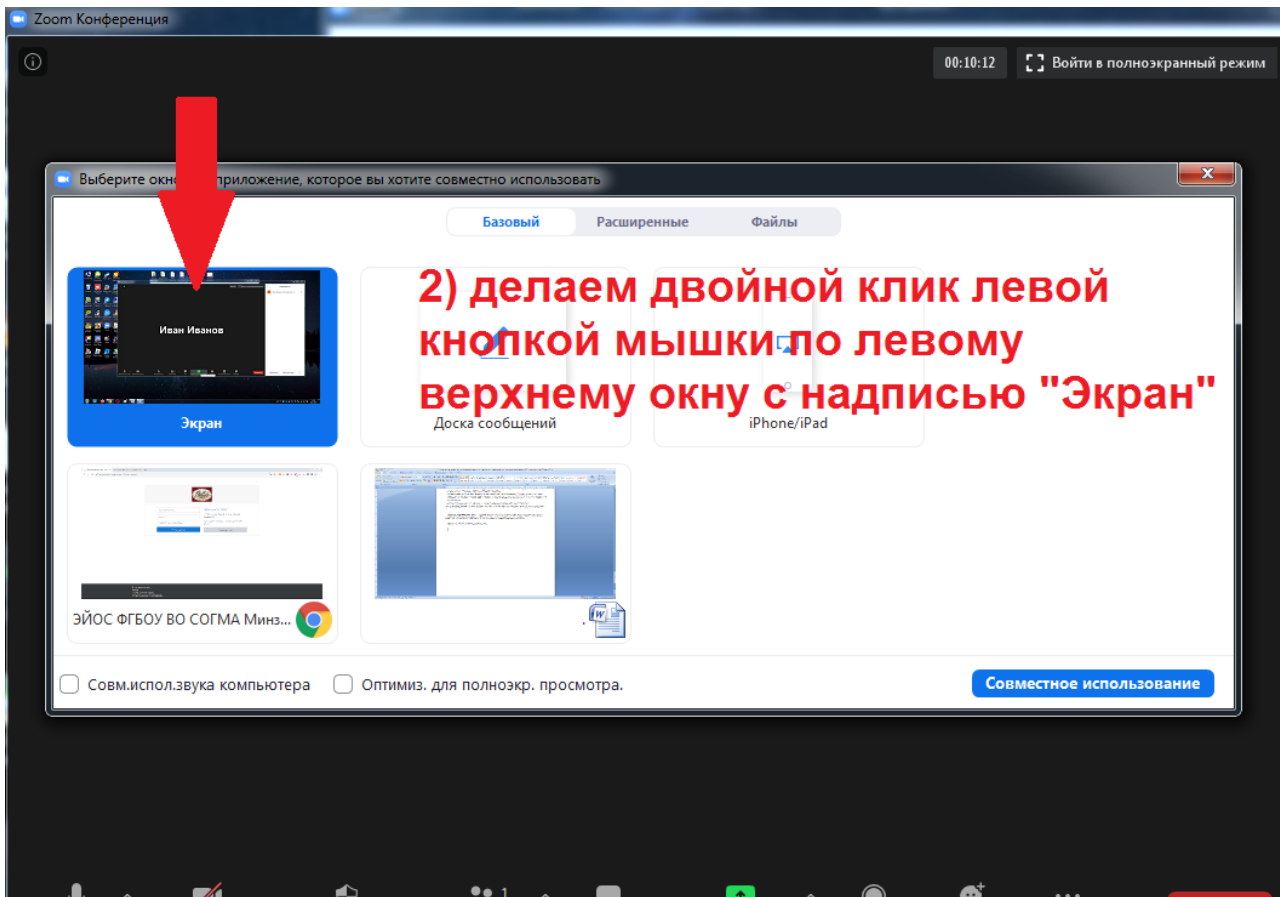 Zoom Конференция
00:10:12
Войти в полноэкранный режим
Выберите окно приложение, которое вы хотите совместно использовать
Базовый
Расширенные
Файлы
2) делаем двойной клик левой
кнопкой мышки по левому
верхнему окну с надписью "Экран"
Иван Иванов
Экран
Доска сообщений
iPhone/iPad
ЭЙОС ФГБОУ ВО СОГМА Минз...
.
Совм.испол.звука компьютера
Оптимиз. для полноэкр. просмотра.
Совместное использование
1